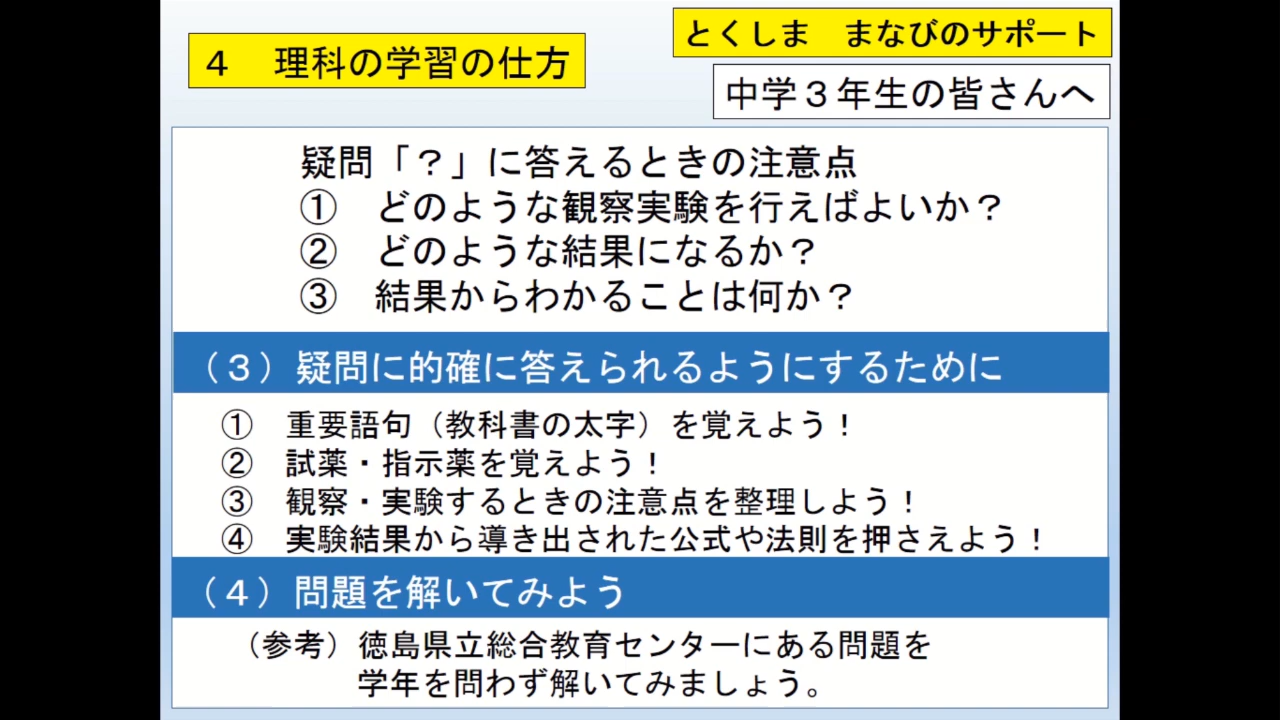 4　理科の学習の仕方
とくしま　まなびのサポート
中学3年生の皆さんへ
疑問「？」に答えるときの注意点
①　どのような観察実験を行えばよいか？
②　どのような結果になるか？
③　結果からわかることは何か？
（３）疑問に的確に答えられるようにするために
①　重要語句（教科書の太字）を覚えよう！
②　試薬・指示薬を覚えよう！
③　観察・実験するときの注意点を整理しよう！
④　実験結果から導き出された公式や法則を押さえよう！
（４）問題を解いてみよう
（参考）徳島県立総合教育センターにある問題を
学年を問わず解いてみましょう。